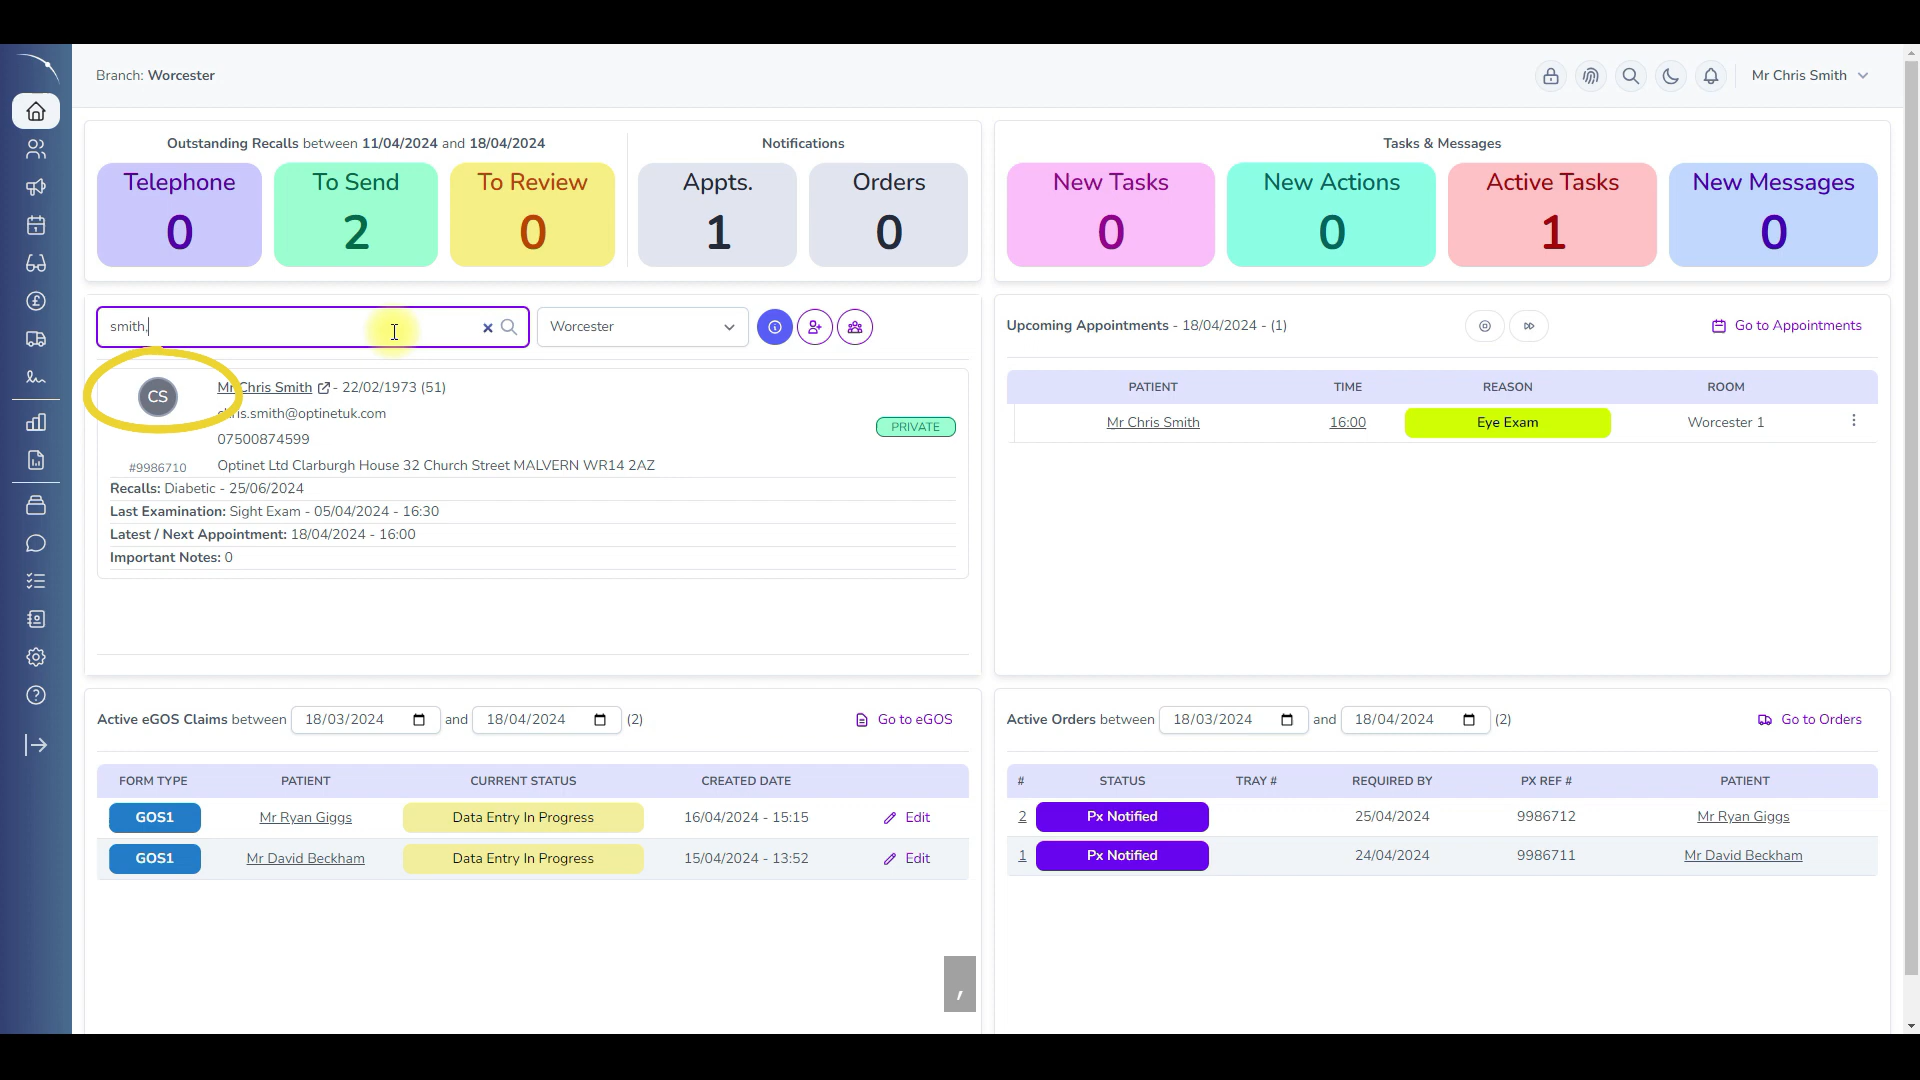 Branch: Worcester
Mr Chris Smith
Outstanding Recalls between 11/04/2024 and 18/04/2024
Notifications
Tasks & Messages
Telephone
0
To Send
2
To Review
0
Appts.
1
Orders
0
New Tasks
0
New Actions
0
Active Tasks
1
New Messages
0
smith,
Worcester
CS
Mr Chris Smith - 22/02/1973 (51)
chris.smith@optinetuk.com
07500874599
PRIVATE
#9986710
Optinet Ltd Clarburgh House 32 Church Street MALVERN WR14 2AZ
Recalls: Diabetic - 25/06/2024
Last Examination: Sight Exam - 05/04/2024 - 16:30
Latest / Next Appointment: 18/04/2024 - 16:00
Important Notes: 0
Upcoming Appointments - 18/04/2024 - (1)
Go to Appointments
PATIENT TIME REASON ROOM
Mr Chris Smith 16:00 Eye Exam Worcester 1
Active eGOS Claims between 18/03/2024 and 18/04/2024 (2)
Go to eGOS
FORM TYPE PATIENT CURRENT STATUS CREATED DATE
GOS1 Mr Ryan Giggs Data Entry In Progress 16/04/2024 - 15:15 Edit
GOS1 Mr David Beckham Data Entry In Progress 15/04/2024 - 13:52 Edit
Active Orders between 18/03/2024 and 18/04/2024 (2)
Go to Orders
# STATUS TRAY # REQUIRED BY PX REF # PATIENT
2 Px Notified 25/04/2024 9986712 Mr Ryan Giggs
1 Px Notified 24/04/2024 9986711 Mr David Beckham
,